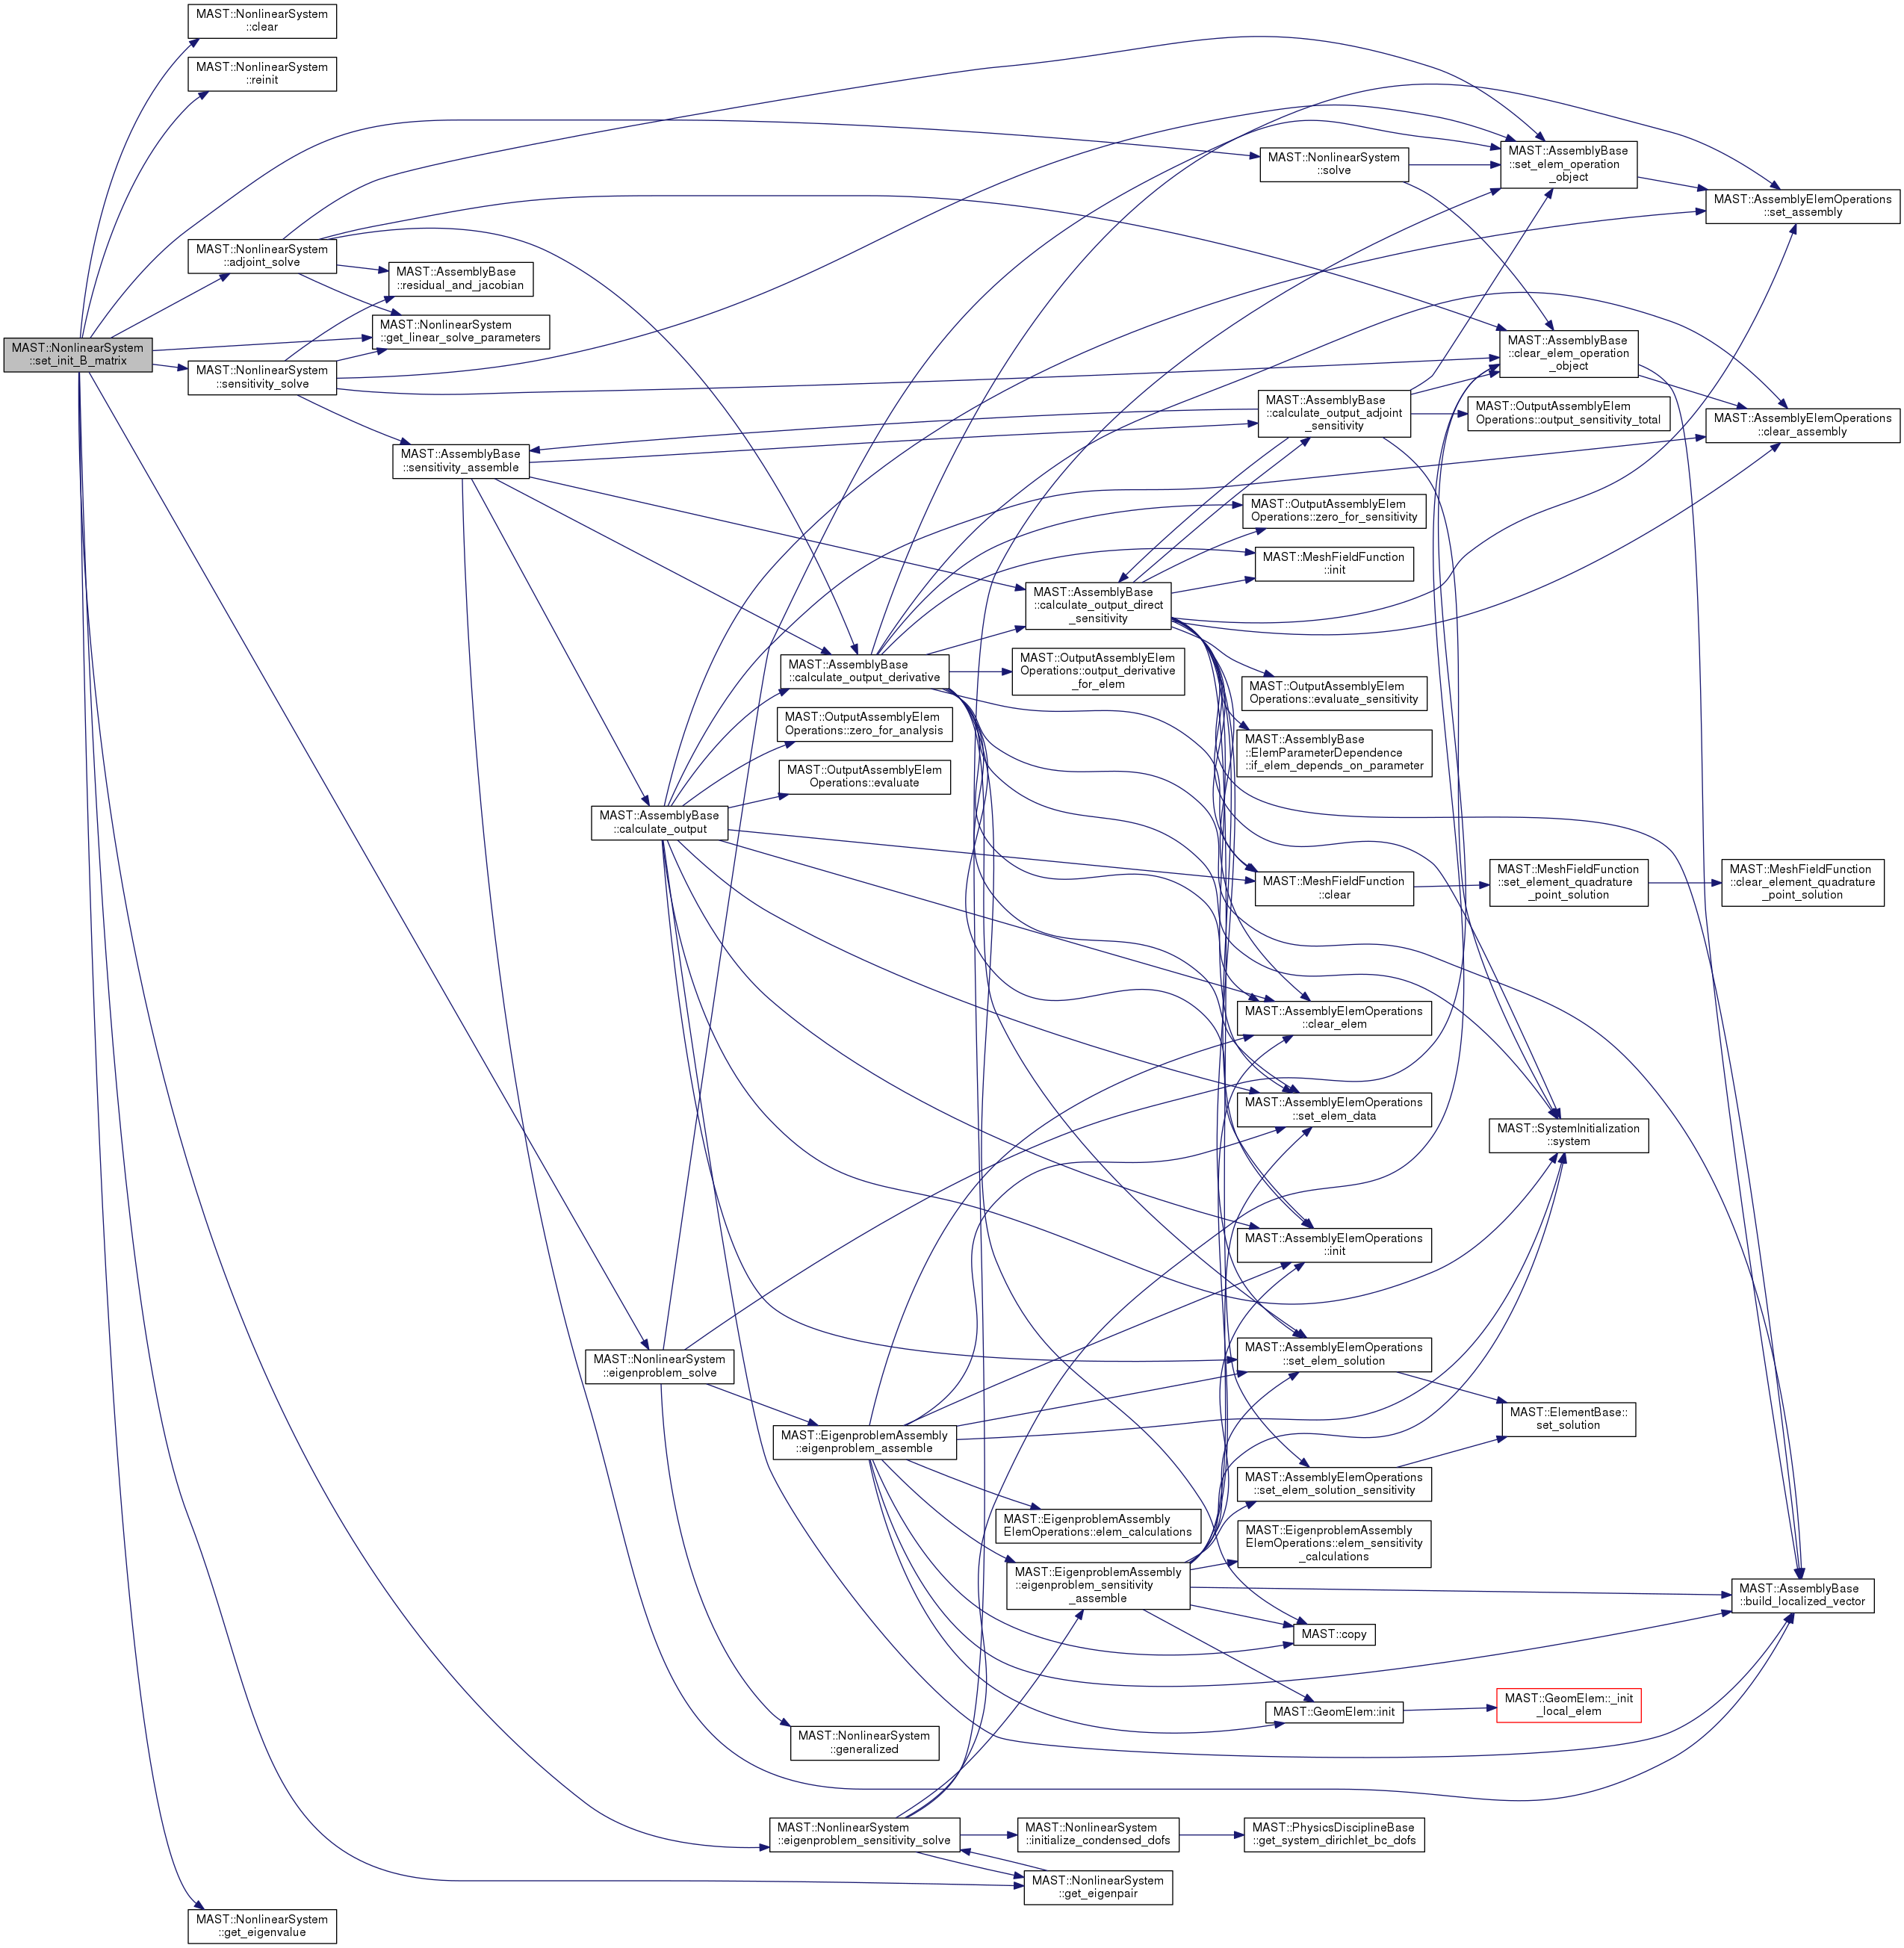 MAST::NonlinearSystem
::clear
MAST::NonlinearSystem
::reinit
MAST::NonlinearSystem
::solve
MAST::AssemblyBase
::set_elem_operation
_object
MAST::AssemblyElemOperations
::set_assembly
MAST::NonlinearSystem
::adjoint_solve
MAST::AssemblyBase
::residual_and_jacobian
MAST::NonlinearSystem
::get_linear_solve_parameters
MAST::NonlinearSystem
::set_init_B_matrix
MAST::NonlinearSystem
::sensitivity_solve
MAST::AssemblyBase
::clear_elem_operation
_object
MAST::AssemblyBase
::calculate_output_adjoint
_sensitivity
MAST::OutputAssemblyElem
Operations::output_sensitivity_total
MAST::AssemblyElemOperations
::clear_assembly
MAST::AssemblyBase
::sensitivity_assemble
MAST::OutputAssemblyElem
Operations::zero_for_sensitivity
MAST::MeshFieldFunction
::init
MAST::AssemblyBase
::calculate_output_direct
_sensitivity
MAST::AssemblyBase
::calculate_output_derivative
MAST::OutputAssemblyElem
Operations::output_derivative
_for_elem
MAST::OutputAssemblyElem
Operations::evaluate_sensitivity
MAST::OutputAssemblyElem
Operations::zero_for_analysis
MAST::AssemblyBase
::ElemParameterDependence
::if_elem_depends_on_parameter
MAST::OutputAssemblyElem
Operations::evaluate
MAST::AssemblyBase
::calculate_output
MAST::MeshFieldFunction
::clear
MAST::MeshFieldFunction
::set_element_quadrature
_point_solution
MAST::MeshFieldFunction
::clear_element_quadrature
_point_solution
MAST::AssemblyElemOperations
::clear_elem
MAST::AssemblyElemOperations
::set_elem_data
MAST::SystemInitialization
::system
MAST::AssemblyElemOperations
::init
MAST::NonlinearSystem
::eigenproblem_solve
MAST::AssemblyElemOperations
::set_elem_solution
MAST::ElementBase::
set_solution
MAST::EigenproblemAssembly
::eigenproblem_assemble
MAST::AssemblyElemOperations
::set_elem_solution_sensitivity
MAST::EigenproblemAssembly
ElemOperations::elem_calculations
MAST::EigenproblemAssembly
ElemOperations::elem_sensitivity
_calculations
MAST::EigenproblemAssembly
::eigenproblem_sensitivity
_assemble
MAST::AssemblyBase
::build_localized_vector
MAST::copy
MAST::GeomElem::init
MAST::GeomElem::_init
_local_elem
MAST::NonlinearSystem
::generalized
MAST::NonlinearSystem
::eigenproblem_sensitivity_solve
MAST::NonlinearSystem
::initialize_condensed_dofs
MAST::PhysicsDisciplineBase
::get_system_dirichlet_bc_dofs
MAST::NonlinearSystem
::get_eigenpair
MAST::NonlinearSystem
::get_eigenvalue